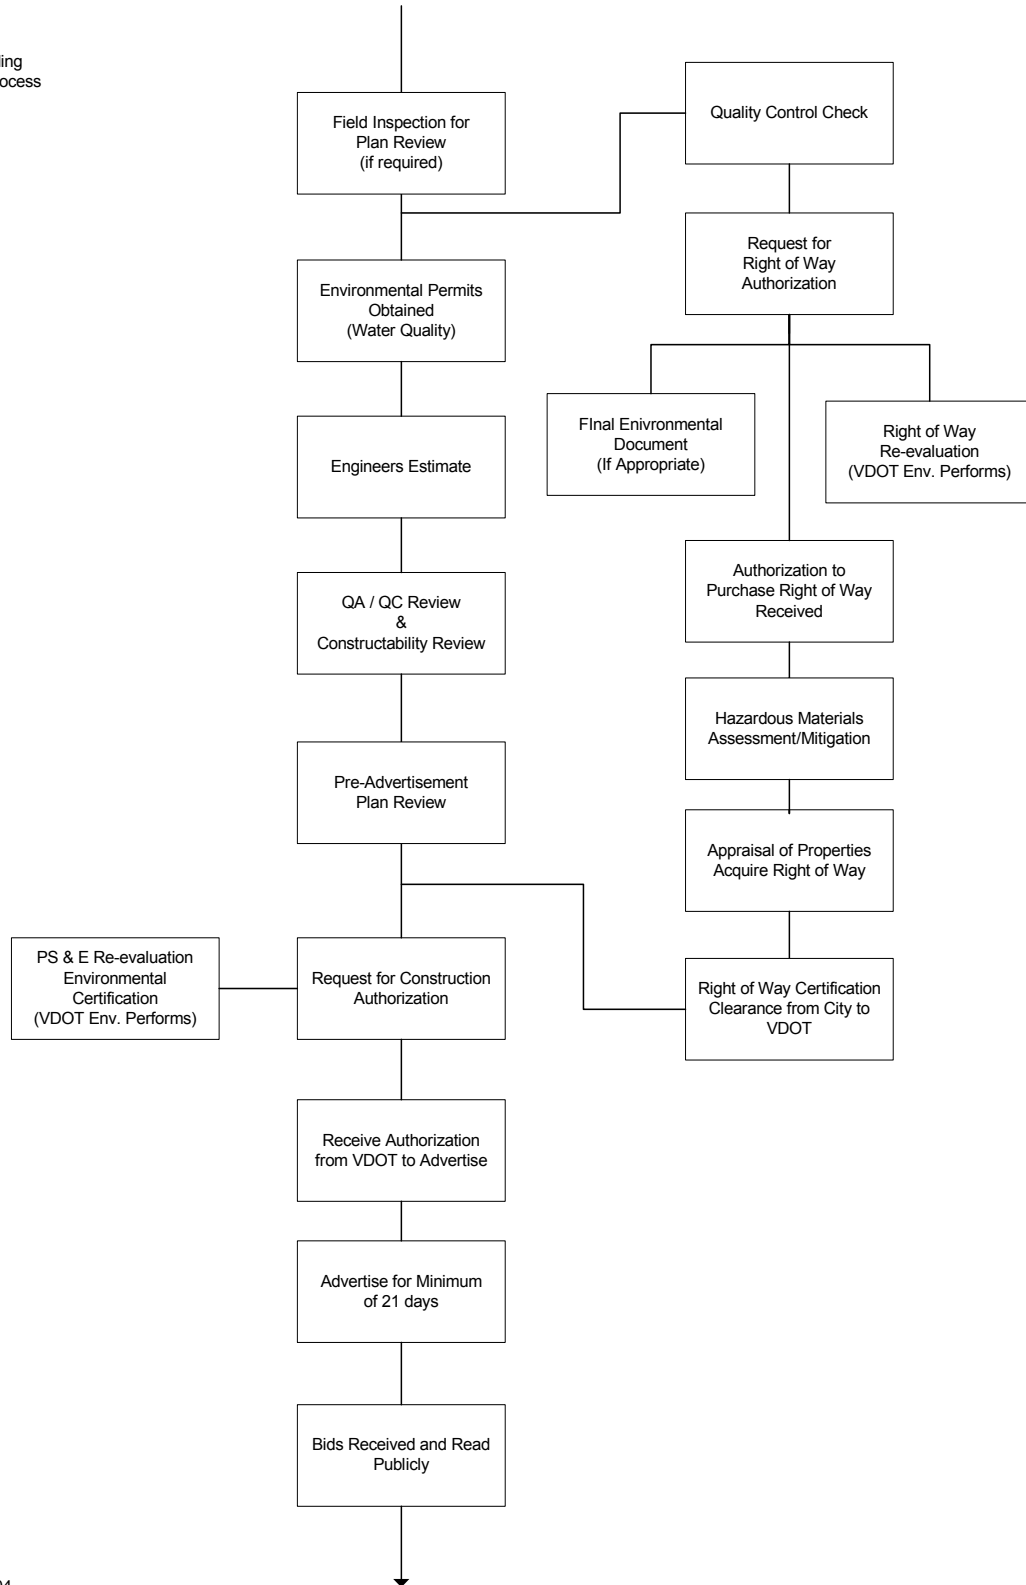 Field Inspection for
Plan Review
(if required)
Quality Control Check
Request for
Right of Way
Authorization
Environmental Permits
Obtained
(Water Quality)
FInal Enivronmental
Document
(If Appropriate)
Right of Way
Re-evaluation
(VDOT Env. Performs)
Engineers Estimate
Authorization to
Purchase Right of Way
Received
QA / QC Review
&
Constructability Review
Hazardous Materials
Assessment/Mitigation
Pre-Advertisement
Plan Review
Appraisal of Properties
Acquire Right of Way
PS & E Re-evaluation
Environmental
Certification
(VDOT Env. Performs)
Request for Construction
Authorization
Right of Way Certification
Clearance from City to
VDOT
Receive Authorization
from VDOT to Advertise
Advertise for Minimum
of 21 days
Bids Received and Read
Publicly